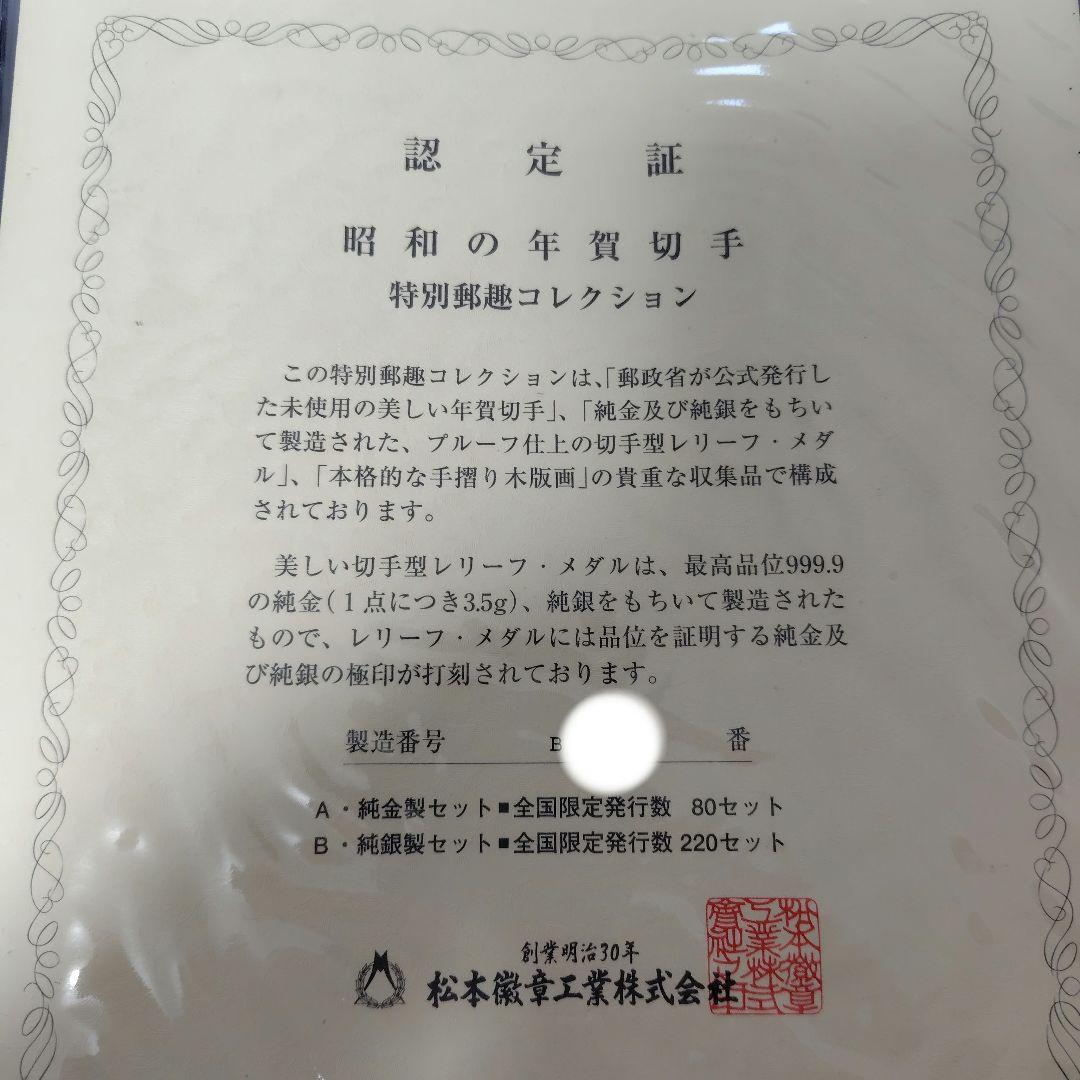 認定証
昭和の年賀切手
特別郵趣コレクション
この特別郵趣コレクションは、「郵政省が公式発行し
た未使用の美しい年賀切手」、「純金及び純銀をもちい
て製造された、プルーフ仕上の切手型レリーフ・メダ
ル」、「本格的な手摺り木版画」の貴重な収集品で構成
されております。
美しい切手型レリーフ・メダルは、最高品位999.9
の純金(1点につき3.5g)、純銀をもちいて製造された
もので、レリーフ・メダルには品位を証明する純金及
び純銀の極印が打刻されております。
製造番号 B 番
A・純金製セット■全国限定発行数 80セット
B・純銀製セット■全国限定発行数 220セット
創業明治30年
松本徽章工業株式会社
松本徽章
工業株式
會社之印